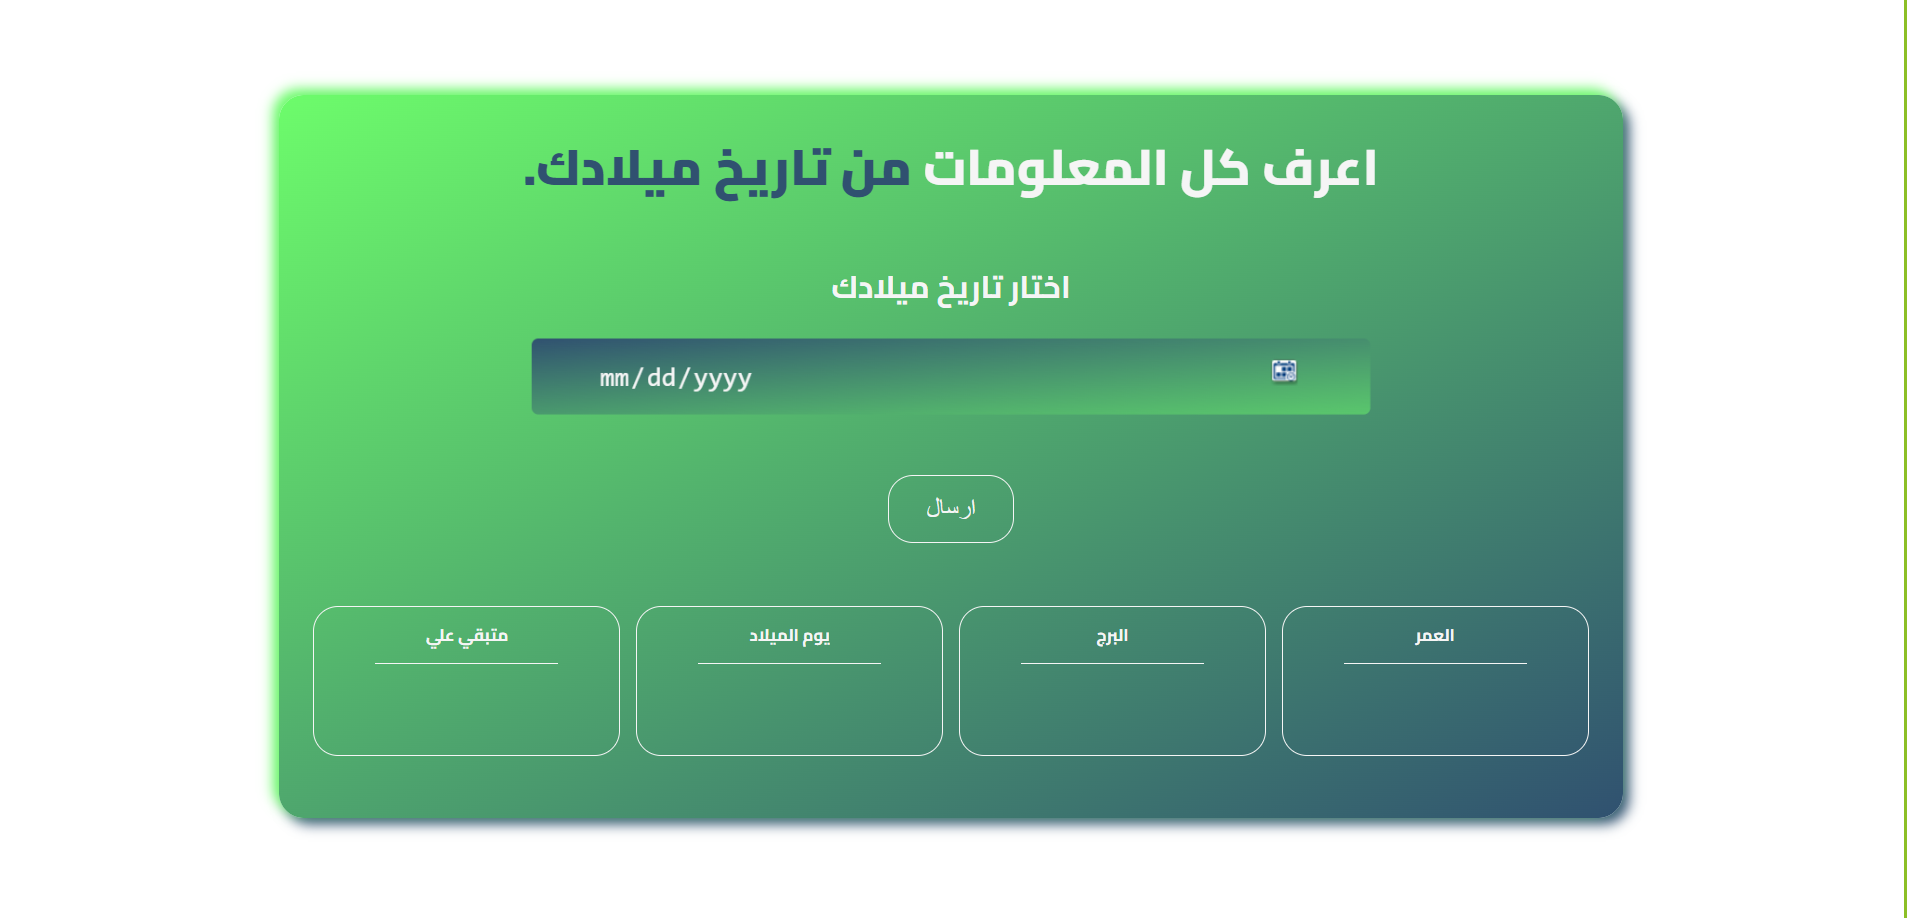 اعرف كل المعلومات من تاريخ ميلادك.
اختار تاريخ ميلادك
mm/dd/yyyy
ارسال
العمر
البرج
يوم الميلاد
متبقي علي